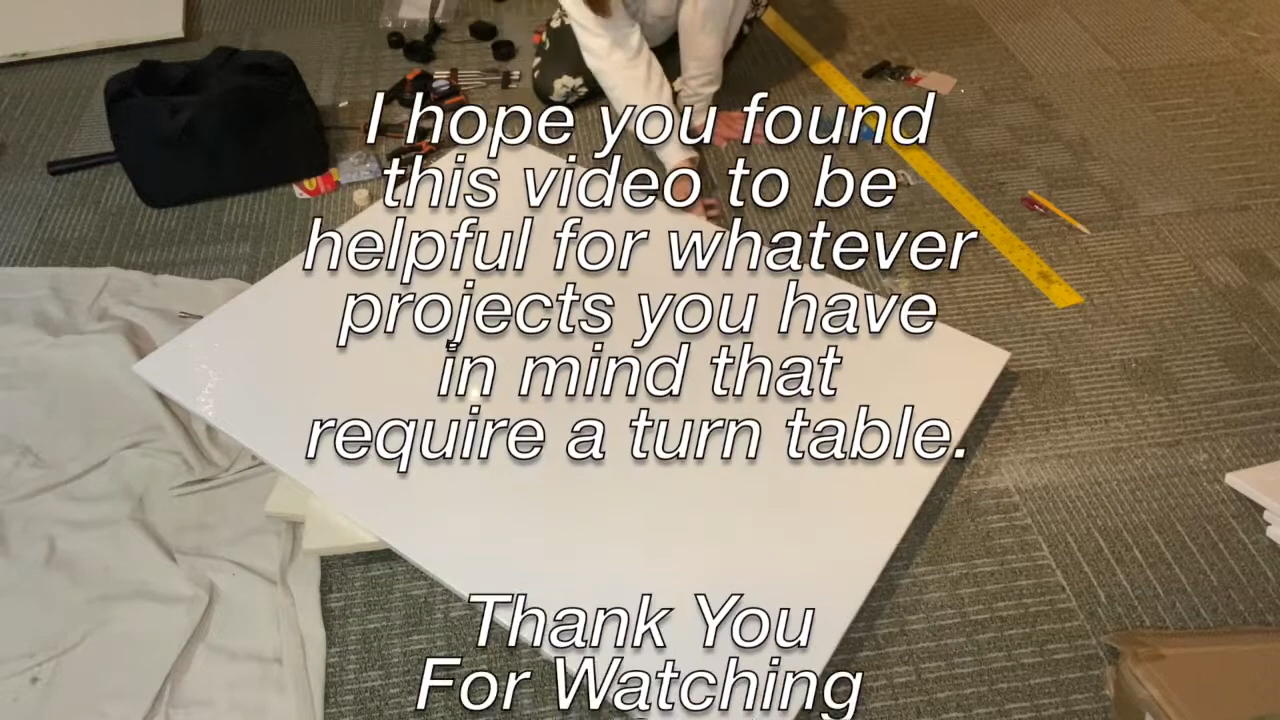 I hope you found
this video to be
helpful for whatever
projects you have
in mind that
require a turn table.
Thank You
For Watching